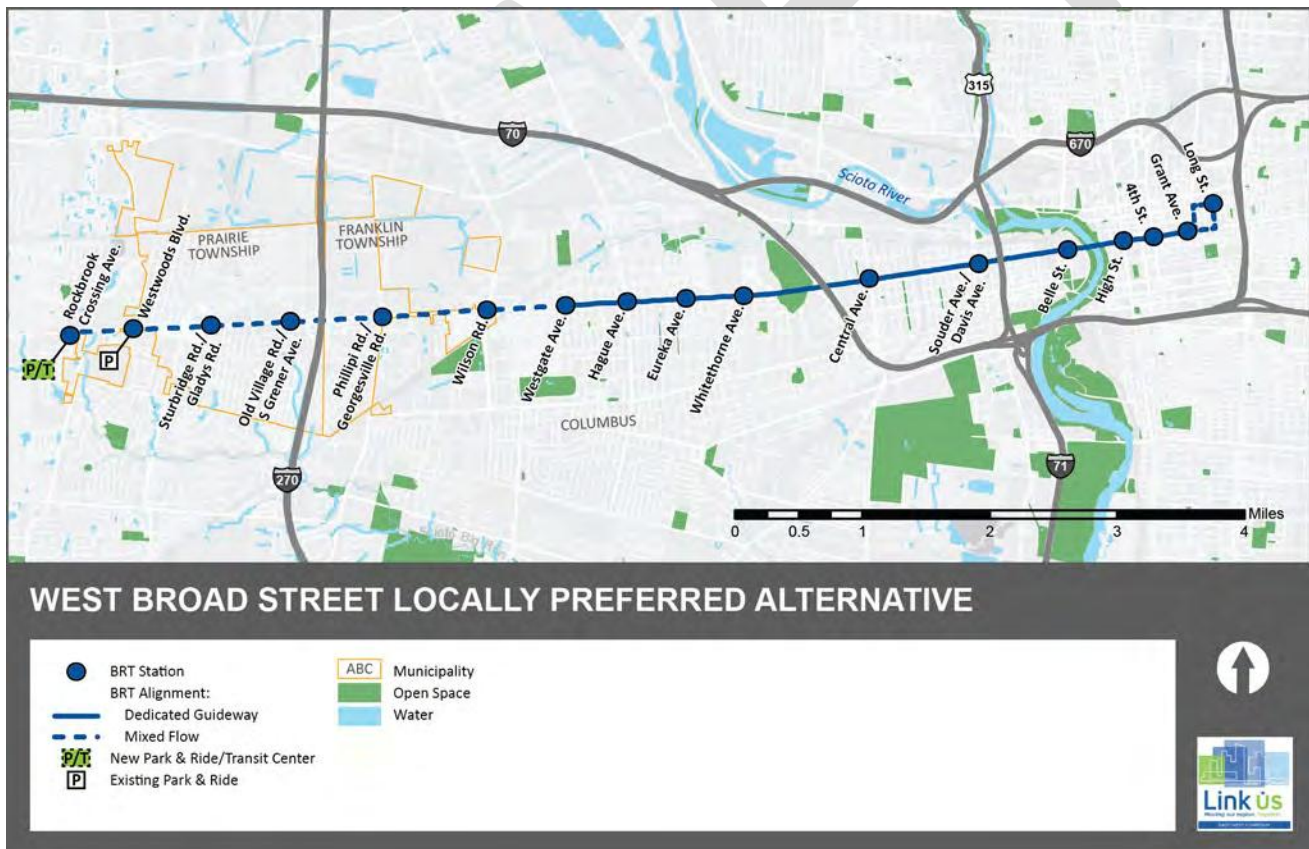 315
70
670
Scioto River
Long St.
Grant Ave.
4th St.
High St.
Belle St.
PRAIRIE
TOWNSHIP
FRANKLIN
TOWNSHIP
Rockbrook
Crossing Ave.
Westwoods Blvd.
P/T
P
Sturbridge Rd./
Gladys Rd.
Old Village Rd./
S Grener Ave.
Phillipi Rd./
Georgesville Rd.
Wilson Rd.
Westgate Ave.
Hague Ave.
Eureka Ave.
Whitethorne Ave.
Central Ave.
Souder Ave./
Davis Ave.
COLUMBUS
270
71
0 0.5 1 2 3 4 Miles
WEST BROAD STREET LOCALLY PREFERRED ALTERNATIVE
BRT Station
BRT Alignment:
Dedicated Guideway
Mixed Flow
P/T New Park & Ride/Transit Center
P Existing Park & Ride
ABC Municipality
Open Space
Water
Link ús